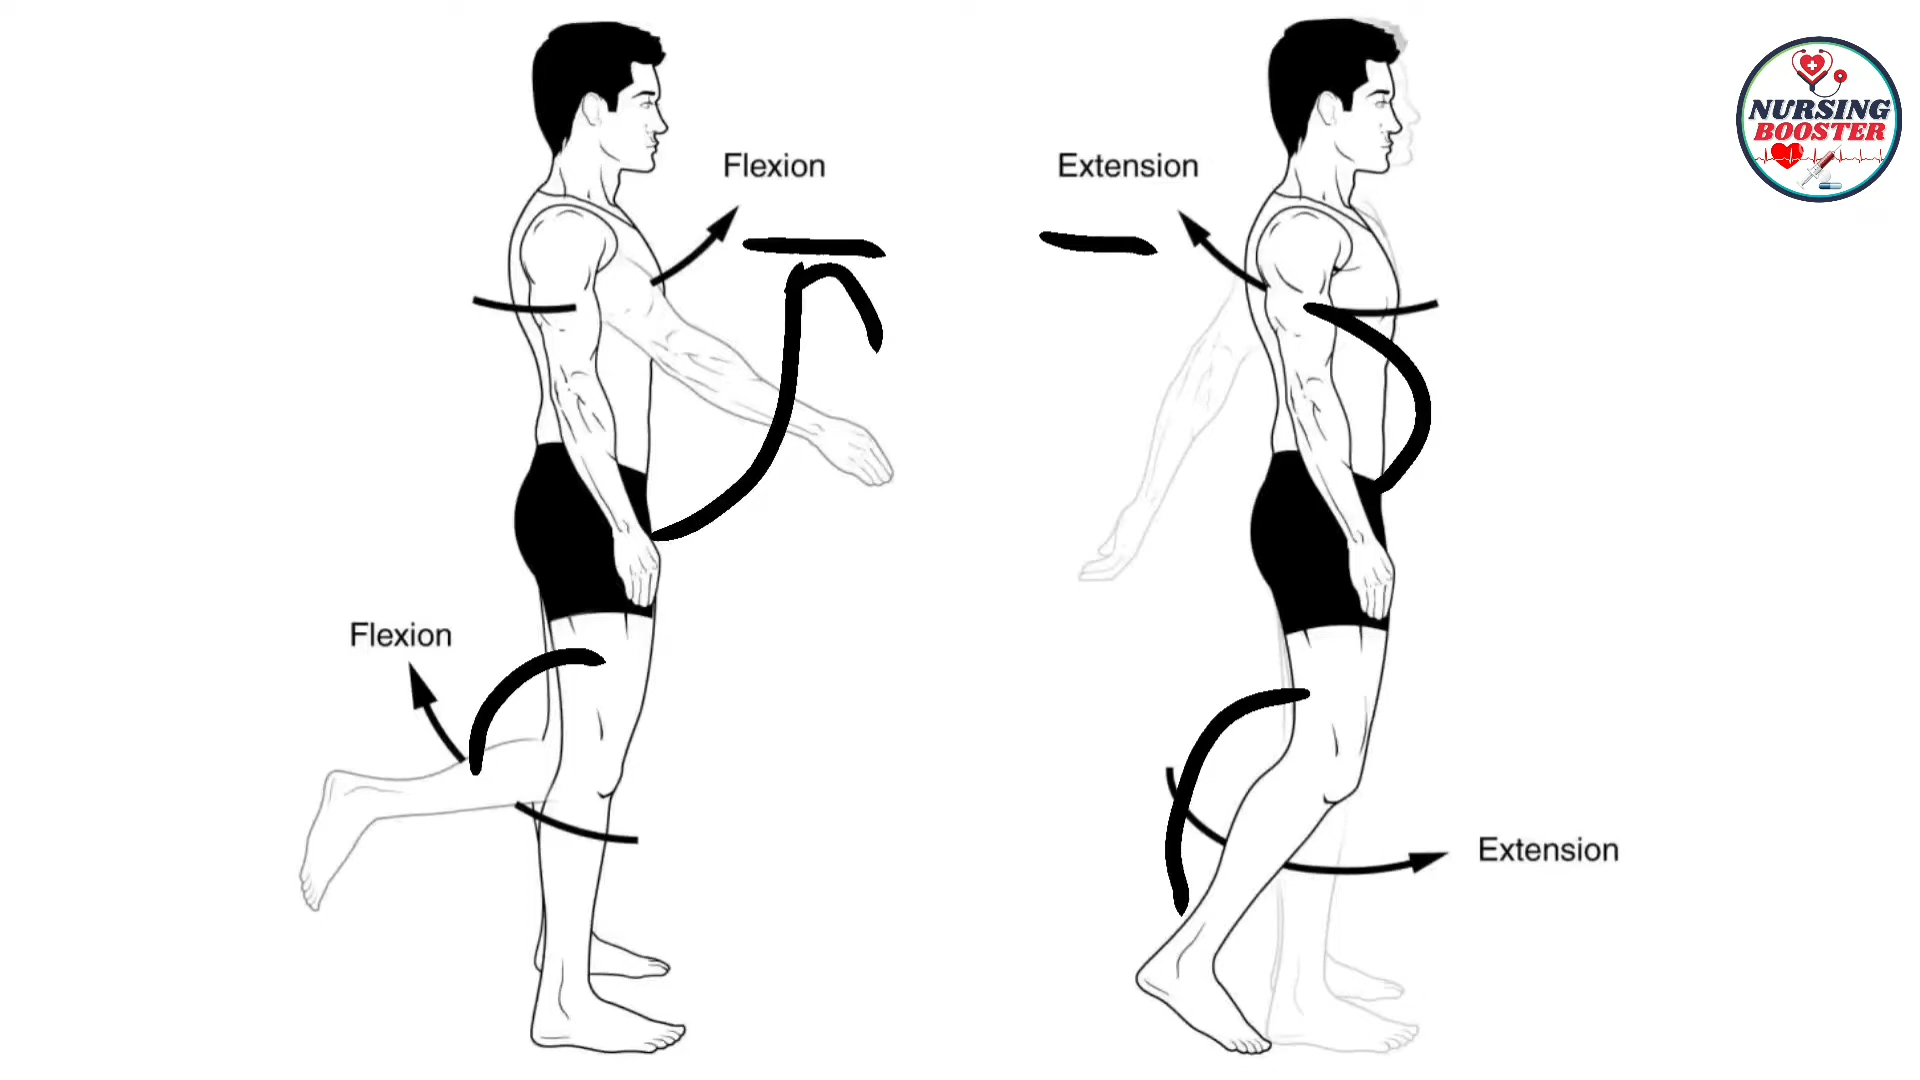 Flexion
Extension
NURSING
BOOSTER
Flexion
Extension